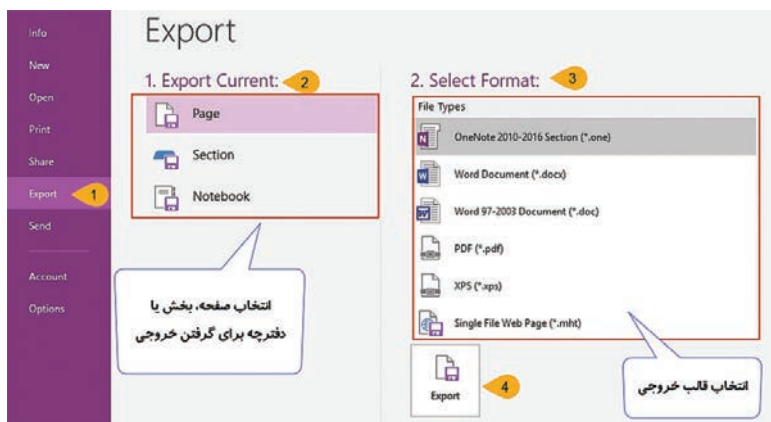 Info
New
Open
Print
Share
Export
Send
Account
Options
1
Export
1. Export Current:
2
Page
Section
Notebook
انتخاب صفحه، بخش یا
دفترچه برای گرفتن خروجی
2. Select Format:
3
File Types
OneNote 2010-2016 Section (*.one)
Word Document (*.docx)
Word 97-2003 Document (*.doc)
PDF (*.pdf)
XPS (*.xps)
Single File Web Page (*.mht)
Export
4
انتخاب قالب خروجی